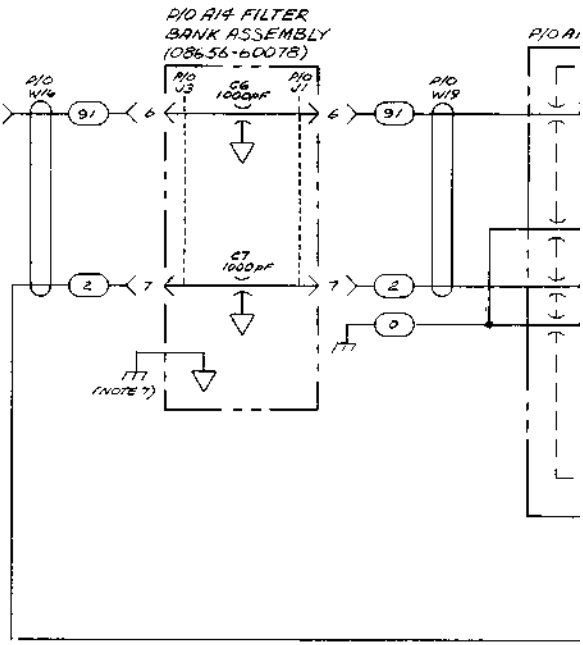 P/O A14 FILTER
BANK ASSEMBLY
(08656-60078)
P/O A1
P/O
W16
P/O
J3
C6
1000pF
P/O
J1
P/O
W19
91
6
6
91
C7
1000pF
2
7
7
2
0
(NOTE 7)